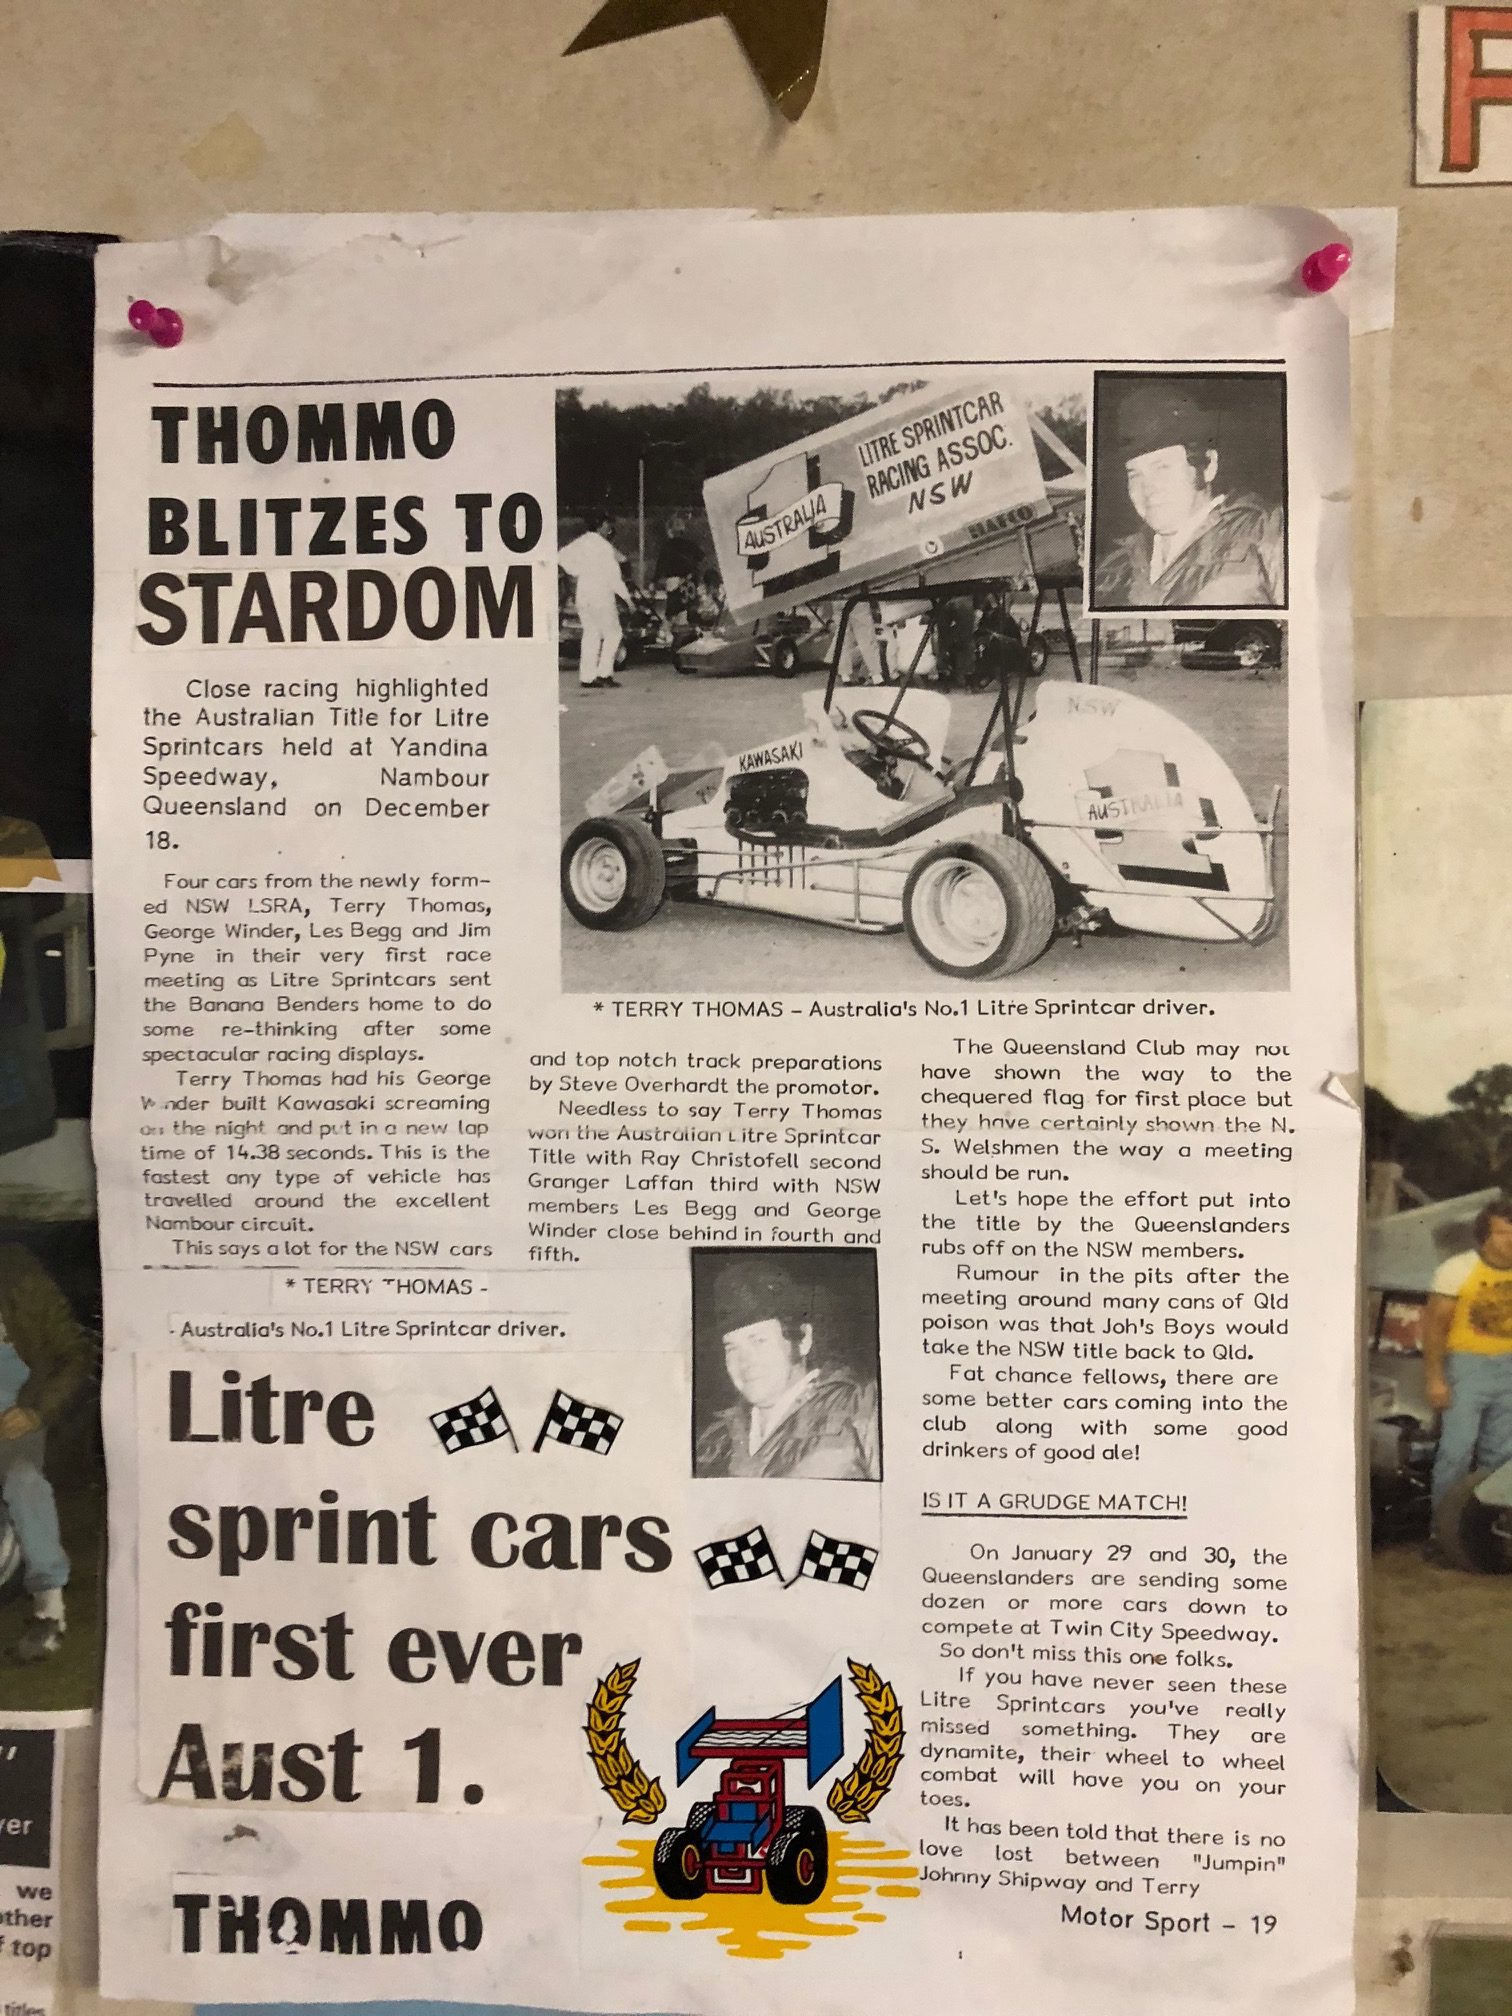 THOMMO
BLITZES TO
STARDOM
Close racing highlighted
the Australian Title for Litre
Sprintcars held at Yandina
Speedway, Nambour
Queensland on December
18.
Four cars from the newly form-
ed NSW LSRA, Terry Thomas,
George Winder, Les Begg and Jim
Pyne in their very first race
meeting as Litre Sprintcars sent
the Banana Benders home to do
some re-thinking after some
spectacular racing displays.
Terry Thomas had his George
Winder built Kawasaki screaming
on the night and put in a new lap
time of 14.38 seconds. This is the
fastest any type of vehicle has
travelled around the excellent
Nambour circuit.
This says a lot for the NSW cars
LITRE SPRINTCAR
RACING ASSOC.
NSW
1
AUSTRALIA
KAWASAKI
NSW
1
AUSTRALIA
* TERRY THOMAS - Australia's No.1 Litre Sprintcar driver.
and top notch track preparations
by Steve Overhardt the promotor.
Needless to say Terry Thomas
won the Australian Litre Sprintcar
Title with Ray Christofell second
Granger Laffan third with NSW
members Les Begg and George
Winder close behind in fourth and
fifth.
* TERRY THOMAS -
- Australia's No.1 Litre Sprintcar driver.
Litre
sprint cars
first ever
Aust 1.
THOMMO
The Queensland Club may not
have shown the way to the
chequered flag for first place but
they have certainly shown the N.
S. Welshmen the way a meeting
should be run.
Let's hope the effort put into
the title by the Queenslanders
rubs off on the NSW members.
Rumour in the pits after the
meeting around many cans of Qld
poison was that Joh's Boys would
take the NSW title back to Qld.
Fat chance fellows, there are
some better cars coming into the
club along with some good
drinkers of good ale!
IS IT A GRUDGE MATCH!
On January 29 and 30, the
Queenslanders are sending some
dozen or more cars down to
compete at Twin City Speedway.
So don't miss this one folks.
If you have never seen these
Litre Sprintcars you've really
missed something. They are
dynamite, their wheel to wheel
combat will have you on your
toes.
It has been told that there is no
love lost between "Jumpin"
Johnny Shipway and Terry
Motor Sport - 19
we
other
top
titles